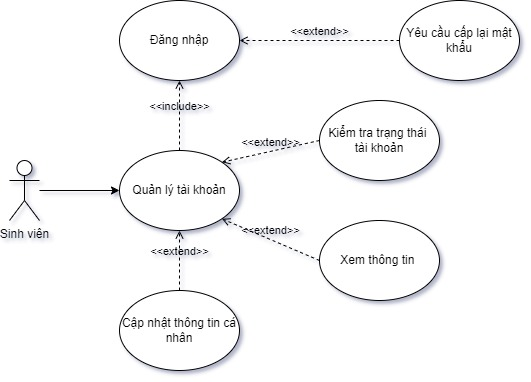 Đăng nhập
<<extend>>
Yêu cầu cấp lại mật
khẩu
<<include>>
Kiểm tra trạng thái
tài khoản
<<extend>>
Quản lý tài khoản
Sinh viên
<<extend>>
<<extend>>
Xem thông tin
Cập nhật thông tin cá
nhân